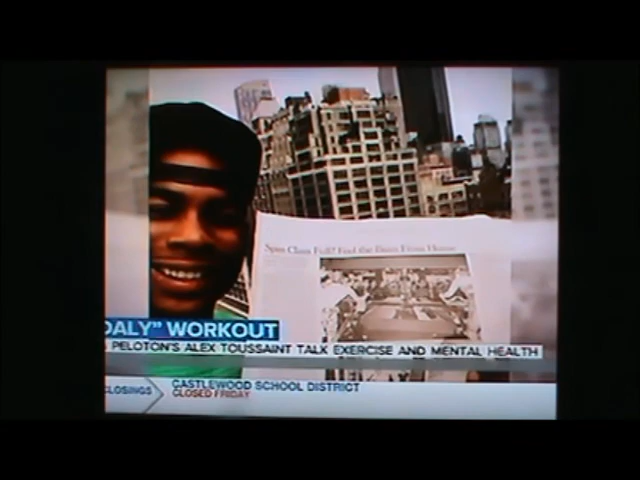 Spin Class Full? Feel the Burn From Home
DALY" WORKOUT
PELOTON'S ALEX TOUSSAINT TALK EXERCISE AND MENTAL HEALTH
CLOSINGS
CASTLEWOOD SCHOOL DISTRICT
CLOSED FRIDAY